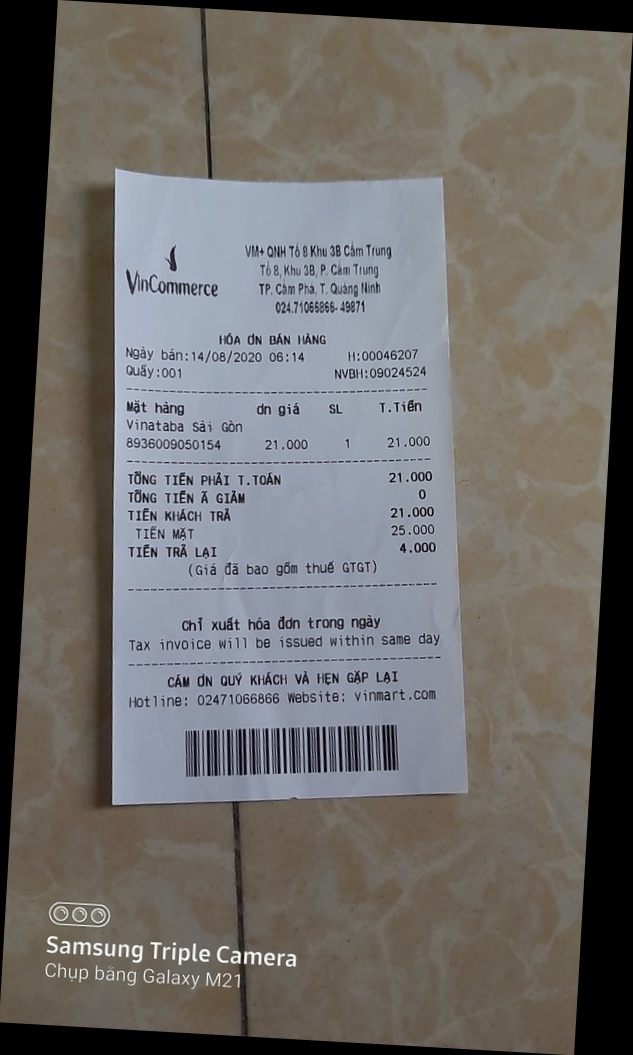 VinCommerce
VM+ QNH Tổ 8 Khu 3B Cẩm Trung
Tổ 8, Khu 3B, P. Cẩm Trung
TP. Cẩm Phả, T. Quảng Ninh
024.71066866-49871
HÓA ƠN BÁN HÀNG
Ngày bán:14/08/2020 06:14 H:00046207
Quầy:001 NVBH:09024524
Mặt hàng ơn giá SL T.Tiền
Vinataba Sài Gòn
8936009050154 21.000 1 21.000
TỔNG TIỀN PHẢI T.TOÁN 21.000
TỔNG TIỀN Ã GIẢM 0
TIỀN KHÁCH TRẢ 21.000
TIỀN MẶT 25.000
TIỀN TRẢ LẠI 4.000
(Giá đã bao gồm thuế GTGT)
Chỉ xuất hóa đơn trong ngày
Tax invoice will be issued within same day
CẢM ƠN QUÝ KHÁCH VÀ HẸN GẶP LẠI
Hotline: 02471066866 Website: vinmart.com
Samsung Triple Camera
Chụp bằng Galaxy M21